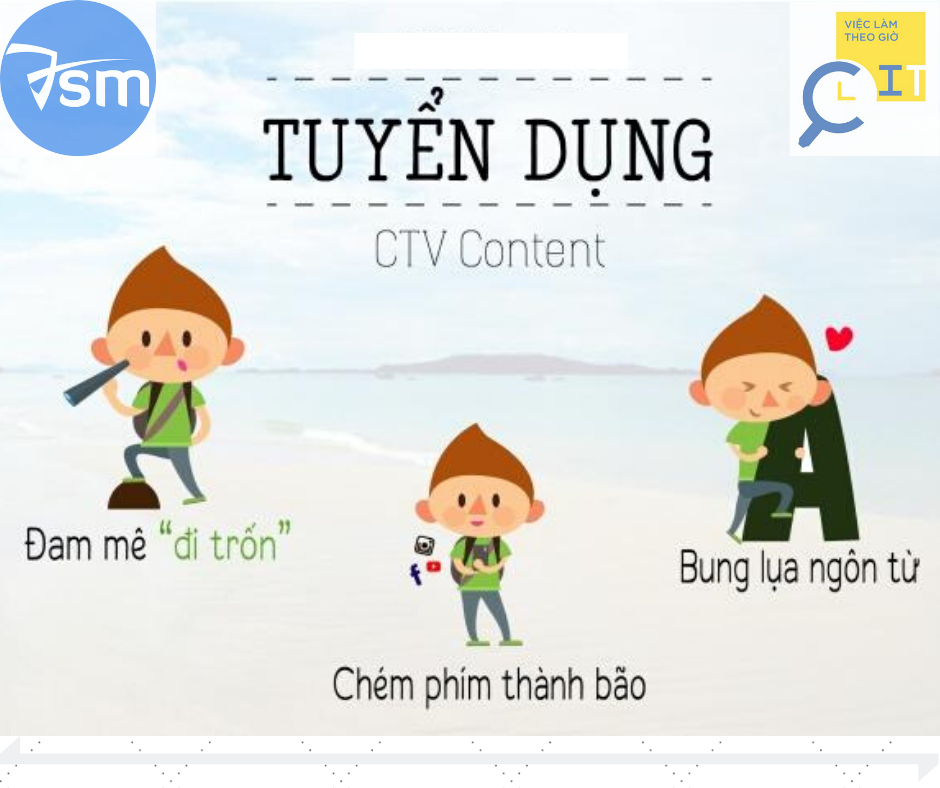 VIỆC LÀM
THEO GIỜ
IT
TUYỂN DỤNG
CTV Content
Đam mê “đi trốn”
Bung lụa ngôn từ
Chém phím thành bão